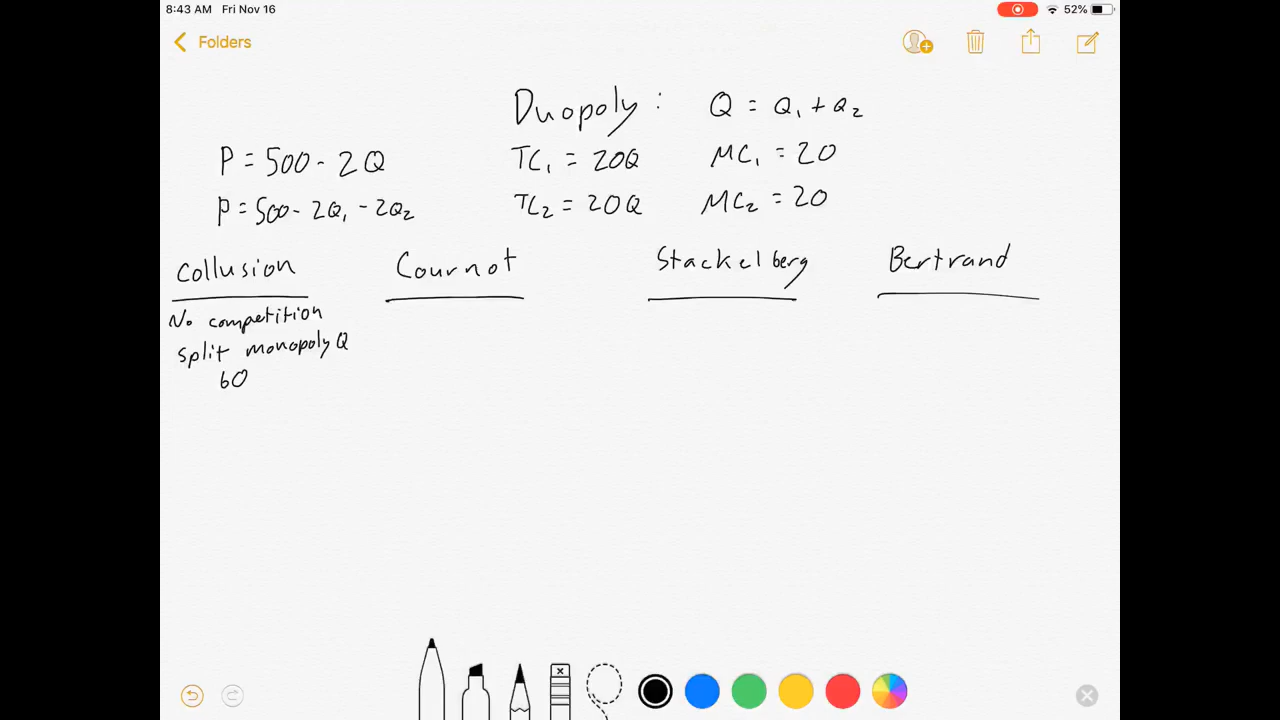 8:43 AM Fri Nov 16
52%
Folders
Duopoly: Q = Q₁ + Q₂
P = 500 - 2Q TC₁ = 20Q MC₁ = 20
P = 500 - 2Q₁ - 2Q₂ TC₂ = 20Q MC₂ = 20
Collusion Cournot Stackelberg Bertrand
No competition
split monopoly Q
60